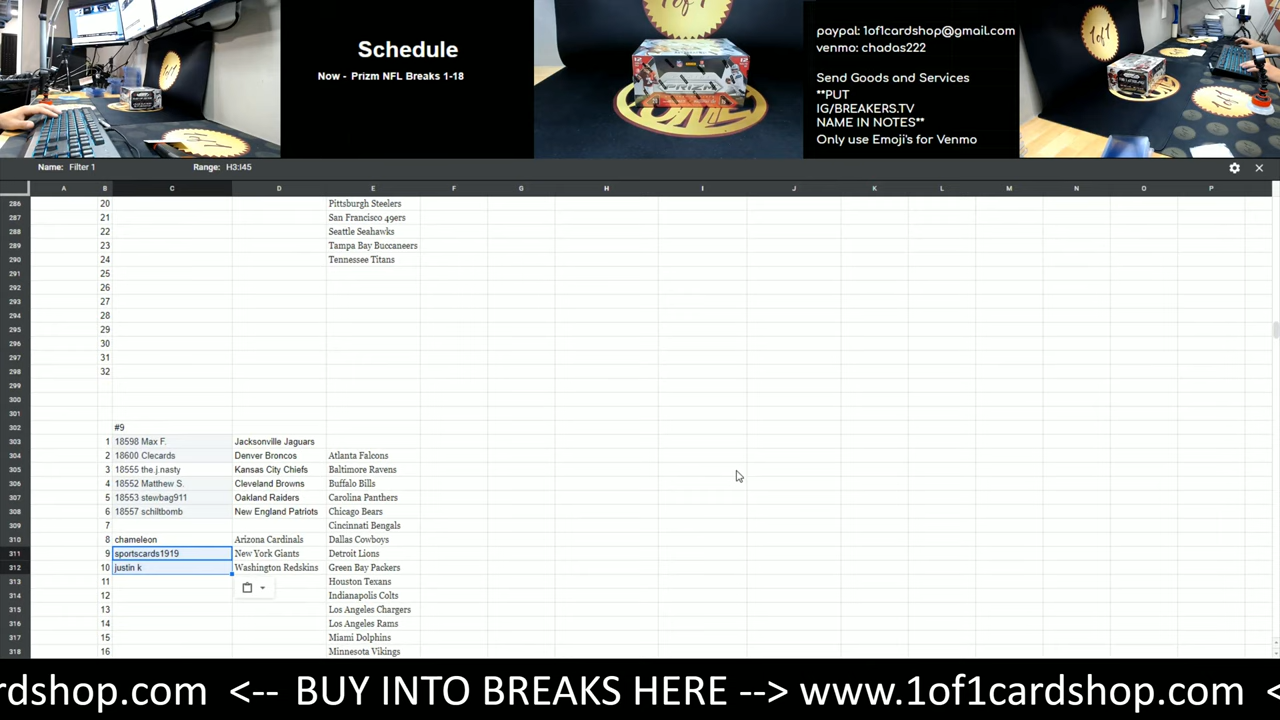 Schedule
Now - Prizm NFL Breaks 1-18
1of1
PRIZM
paypal: 1of1cardshop@gmail.com
venmo: chadas222
Send Goods and Services
**PUT
IG/BREAKERS.TV
NAME IN NOTES**
Only use Emoji's for Venmo
1of1
Name: Filter 1 Range: H3:I45
A B C D E F G H I J K L M N O P
286 20 Pittsburgh Steelers
287 21 San Francisco 49ers
288 22 Seattle Seahawks
289 23 Tampa Bay Buccaneers
290 24 Tennessee Titans
291 25
292 26
293 27
294 28
295 29
296 30
297 31
298 32
299
300
301
302 #9
303 1 18598 Max F. Jacksonville Jaguars
304 2 18600 Clecards Denver Broncos Atlanta Falcons
305 3 18555 the.j.nasty Kansas City Chiefs Baltimore Ravens
306 4 18552 Matthew S. Cleveland Browns Buffalo Bills
307 5 18553 stewbag911 Oakland Raiders Carolina Panthers
308 6 18557 schiltbomb New England Patriots Chicago Bears
309 7 Cincinnati Bengals
310 8 chameleon Arizona Cardinals Dallas Cowboys
311 9 sportscards1919 New York Giants Detroit Lions
312 10 justin k Washington Redskins Green Bay Packers
313 11 Houston Texans
314 12 Indianapolis Colts
315 13 Los Angeles Chargers
316 14 Los Angeles Rams
317 15 Miami Dolphins
318 16 Minnesota Vikings
rdshop.com <-- BUY INTO BREAKS HERE --> www.1of1cardshop.com <